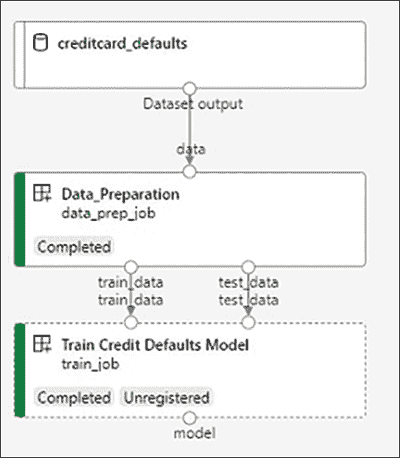 creditcard_defaults
Dataset output
data
Data_Preparation
data_prep_job
Completed
train_data test_data
train_data test_data
Train Credit Defaults Model
train_job
Completed Unregistered
model